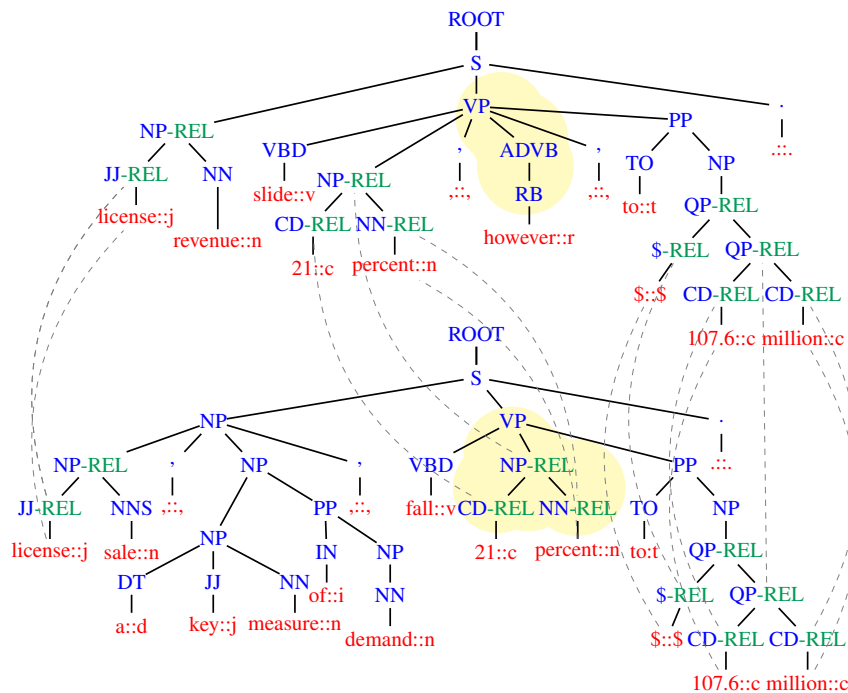 ROOT
S
NP-REL VP .
JJ-REL NN VBD NP-REL , ADVB , PP .::.
license::j revenue::n slide::v CD-REL NN-REL ,::, RB ,::, TO NP
21::c percent::n however::r to::t QP-REL
$-REL QP-REL
$::$ CD-REL CD-REL
107.6::c million::c
ROOT
S
NP VP .
NP-REL , NP , VBD NP-REL PP .::.
JJ-REL NNS ,::, PP ,::, fall::v CD-REL NN-REL TO NP
license::j sale::n NP IN NP 21::c percent::n to:t QP-REL
DT JJ NN of::i NN $-REL QP-REL
a::d key::j measure::n demand::n $::$ CD-REL CD-REL
107.6::c million::c